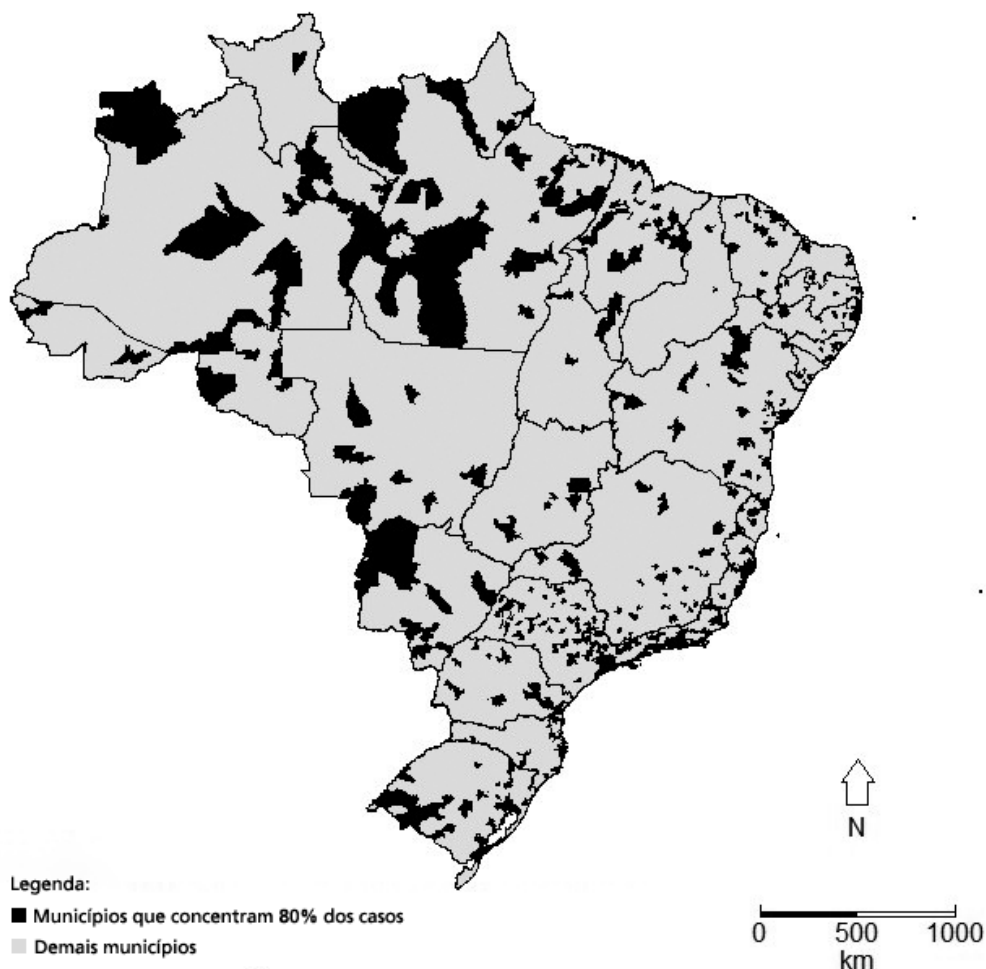 N
Legenda:
Municípios que concentram 80% dos casos
Demais municípios
0 500 1000
km